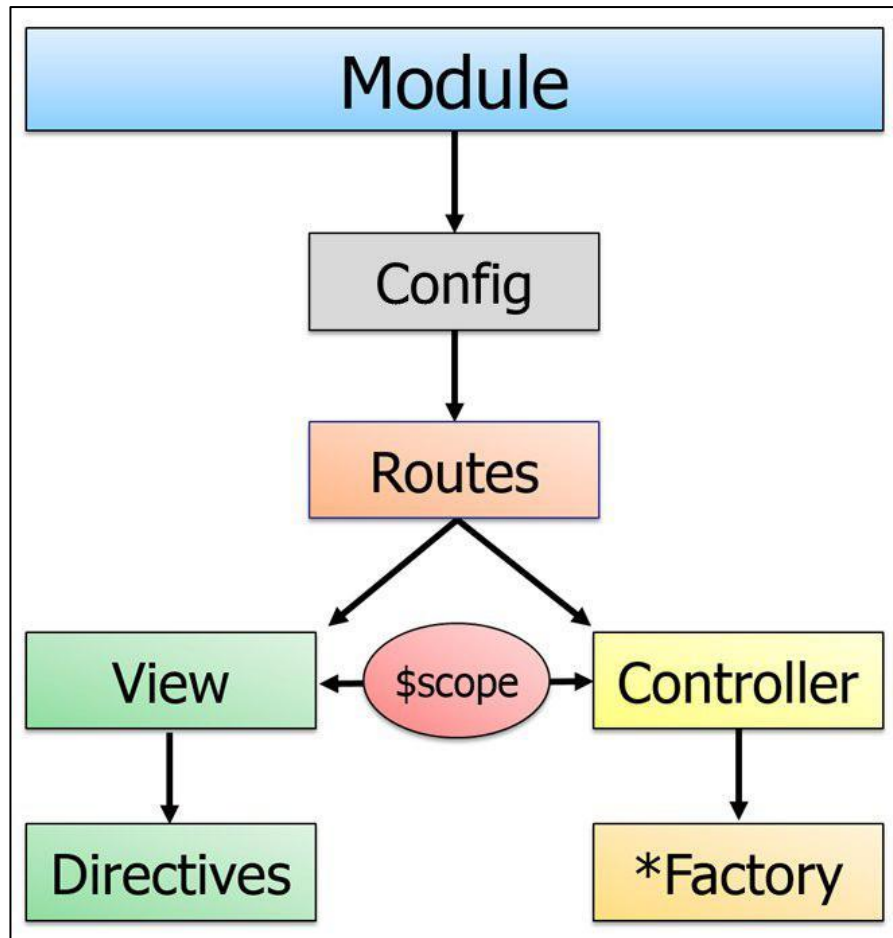 Module
Config
Routes
View
$scope
Controller
Directives
*Factory